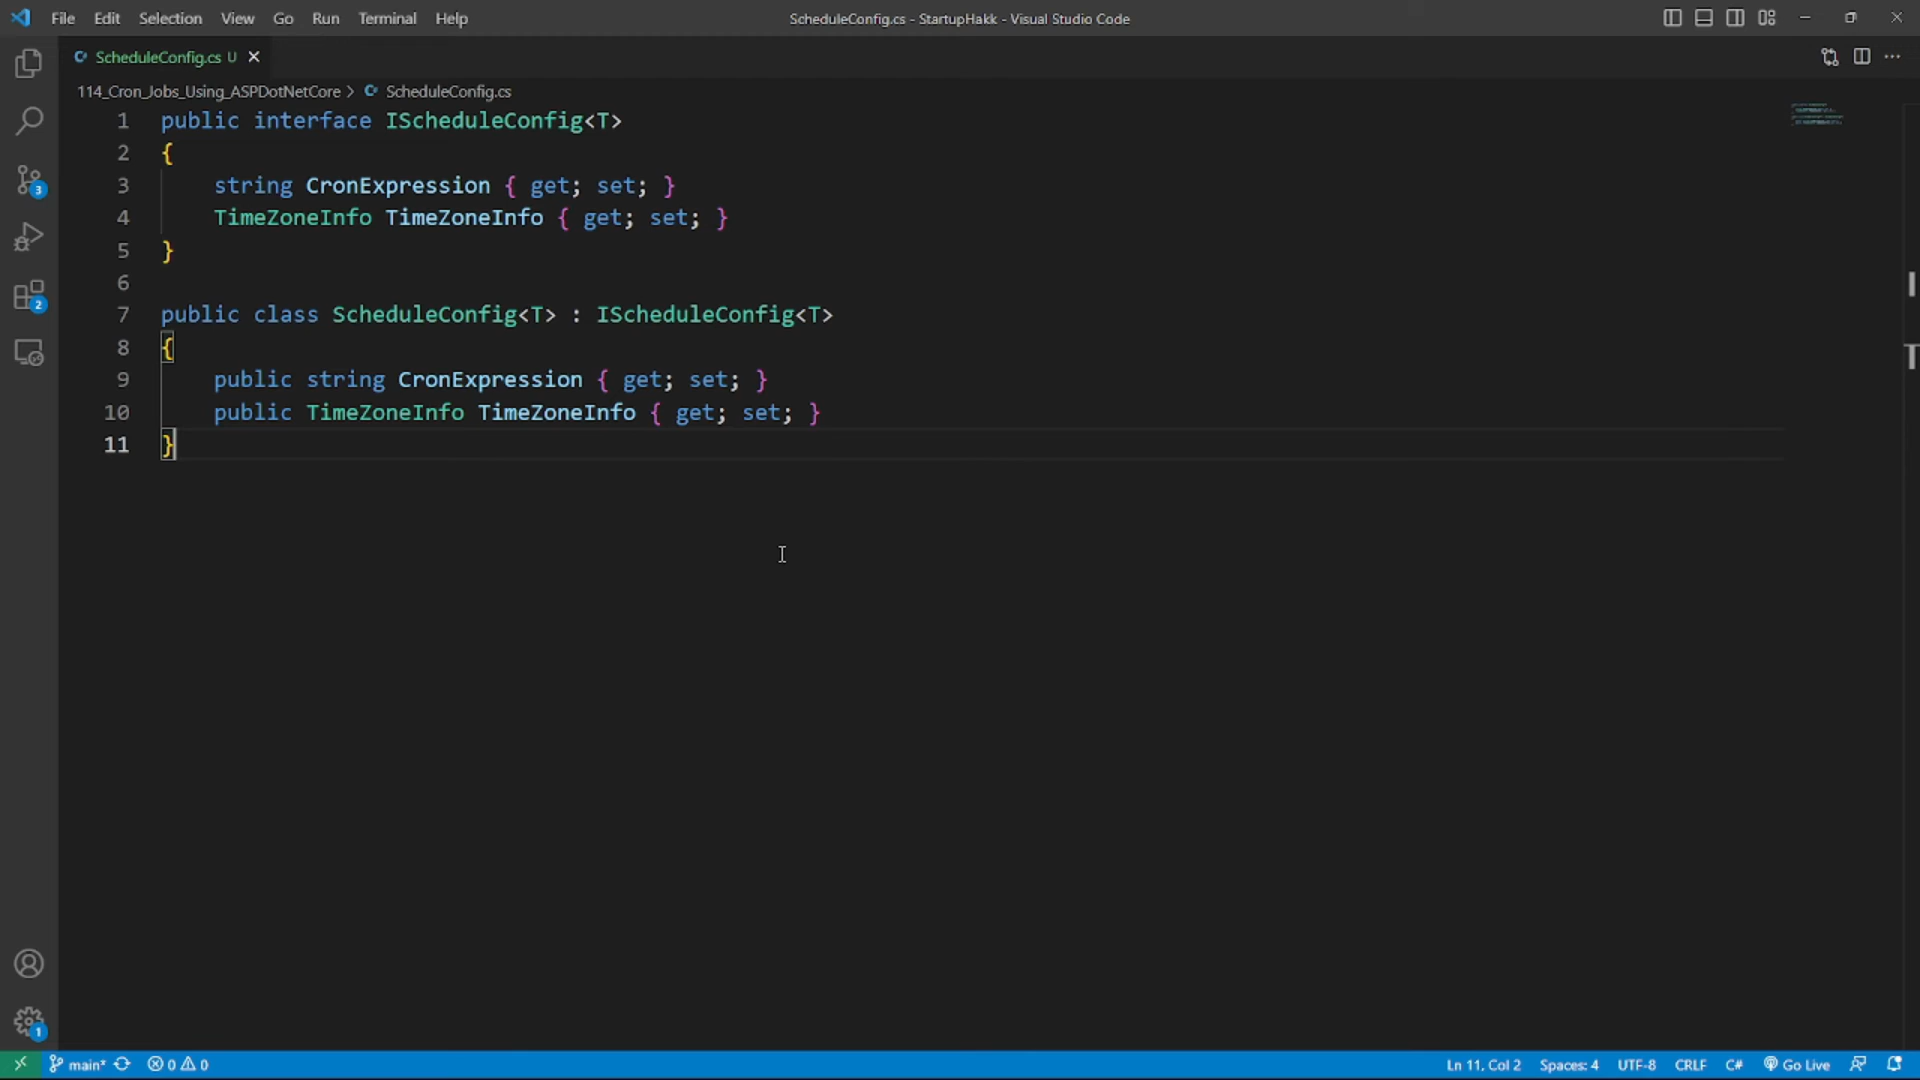 File Edit Selection View Go Run Terminal Help
ScheduleConfig.cs - StartupHakk - Visual Studio Code
ScheduleConfig.cs U
114_Cron_Jobs_Using_ASPDotNetCore > ScheduleConfig.cs
1 public interface IScheduleConfig<T>
2 {
3     string CronExpression { get; set; }
4     TimeZoneInfo TimeZoneInfo { get; set; }
5 }
6
7 public class ScheduleConfig<T> : IScheduleConfig<T>
8 {
9     public string CronExpression { get; set; }
10     public TimeZoneInfo TimeZoneInfo { get; set; }
11 }
3
2
1
main* 0 0 Ln 11, Col 2 Spaces: 4 UTF-8 CRLF C# Go Live